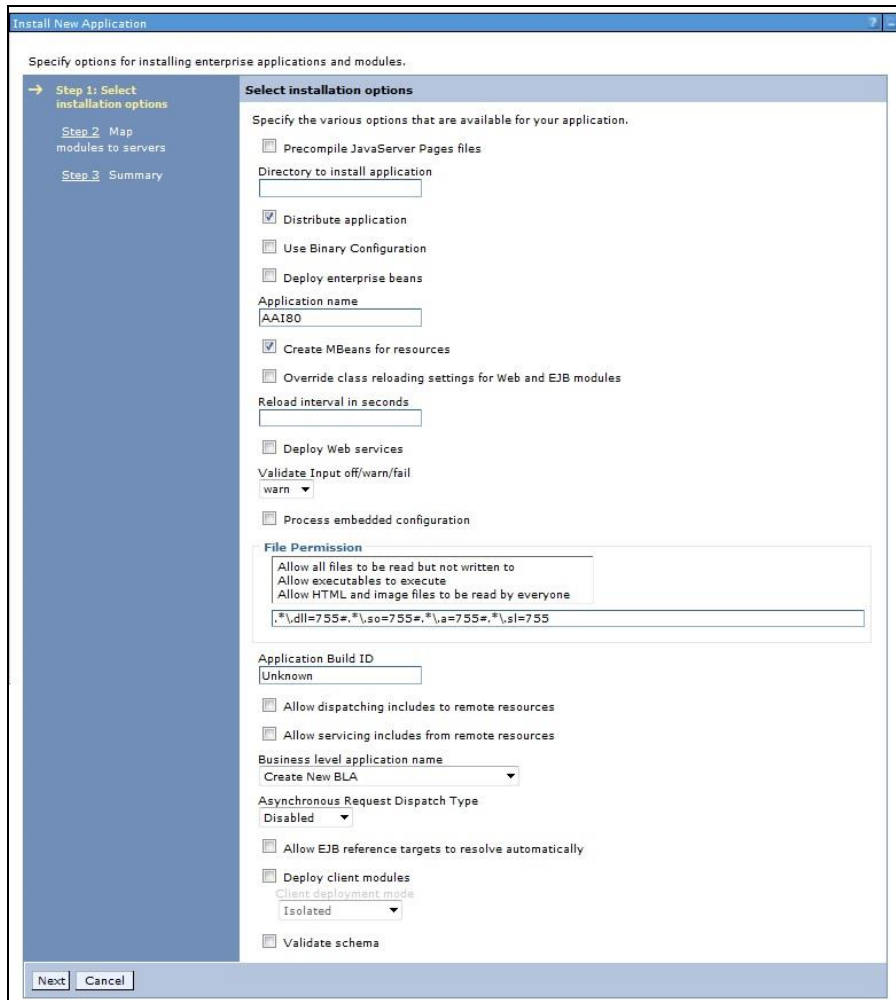 Install New Application
? –
Specify options for installing enterprise applications and modules.
Step 1: Select
installation options
Step 2 Map
modules to servers
Step 3 Summary
Select installation options
Specify the various options that are available for your application.
Precompile JavaServer Pages files
Directory to install application
Distribute application
Use Binary Configuration
Deploy enterprise beans
Application name
AAI80
Create MBeans for resources
Override class reloading settings for Web and EJB modules
Reload interval in seconds
Deploy Web services
Validate Input off/warn/fail
warn
Process embedded configuration
File Permission
Allow all files to be read but not written to
Allow executables to execute
Allow HTML and image files to be read by everyone
.*\.dll=755#.*\.so=755#.*\.a=755#.*\.sl=755
Application Build ID
Unknown
Allow dispatching includes to remote resources
Allow servicing includes from remote resources
Business level application name
Create New BLA
Asynchronous Request Dispatch Type
Disabled
Allow EJB reference targets to resolve automatically
Deploy client modules
Client deployment mode
Isolated
Validate schema
Next Cancel